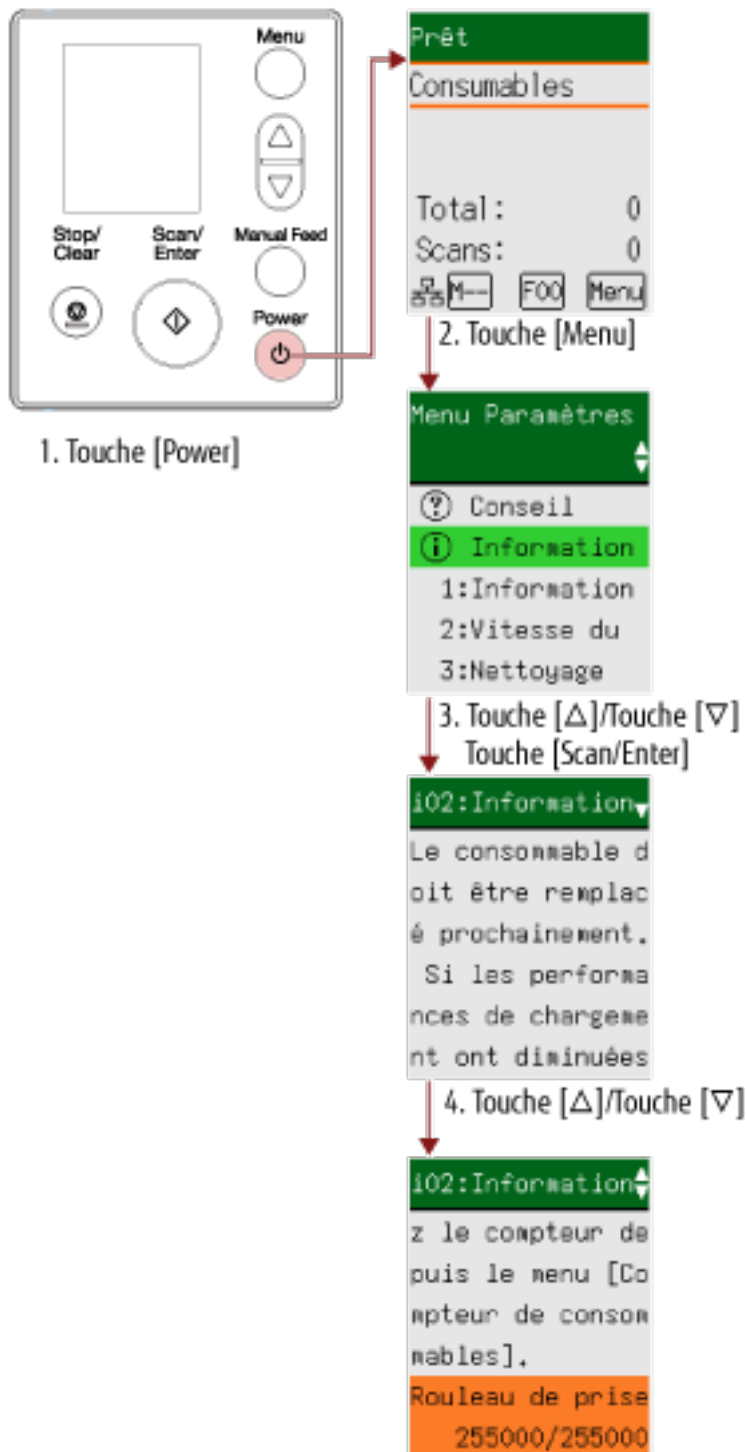 Menu
Stop/
Clear
Scan/
Enter
Manual Feed
Power
1. Touche [Power]
Prêt
Consumables
Total: 0
Scans: 0
M-- F00 Menu
2. Touche [Menu]
Menu Paramètres
? Conseil
i Information
1:Information
2:Vitesse du
3:Nettoyage
3. Touche [△]/Touche [▽]
Touche [Scan/Enter]
i02:Information
Le consommable d
oit être remplac
é prochainement.
Si les performa
nces de chargeme
nt ont diminuées
4. Touche [△]/Touche [▽]
i02:Information
z le compteur de
puis le menu [Co
mpteur de consom
mables].
Rouleau de prise
255000/255000